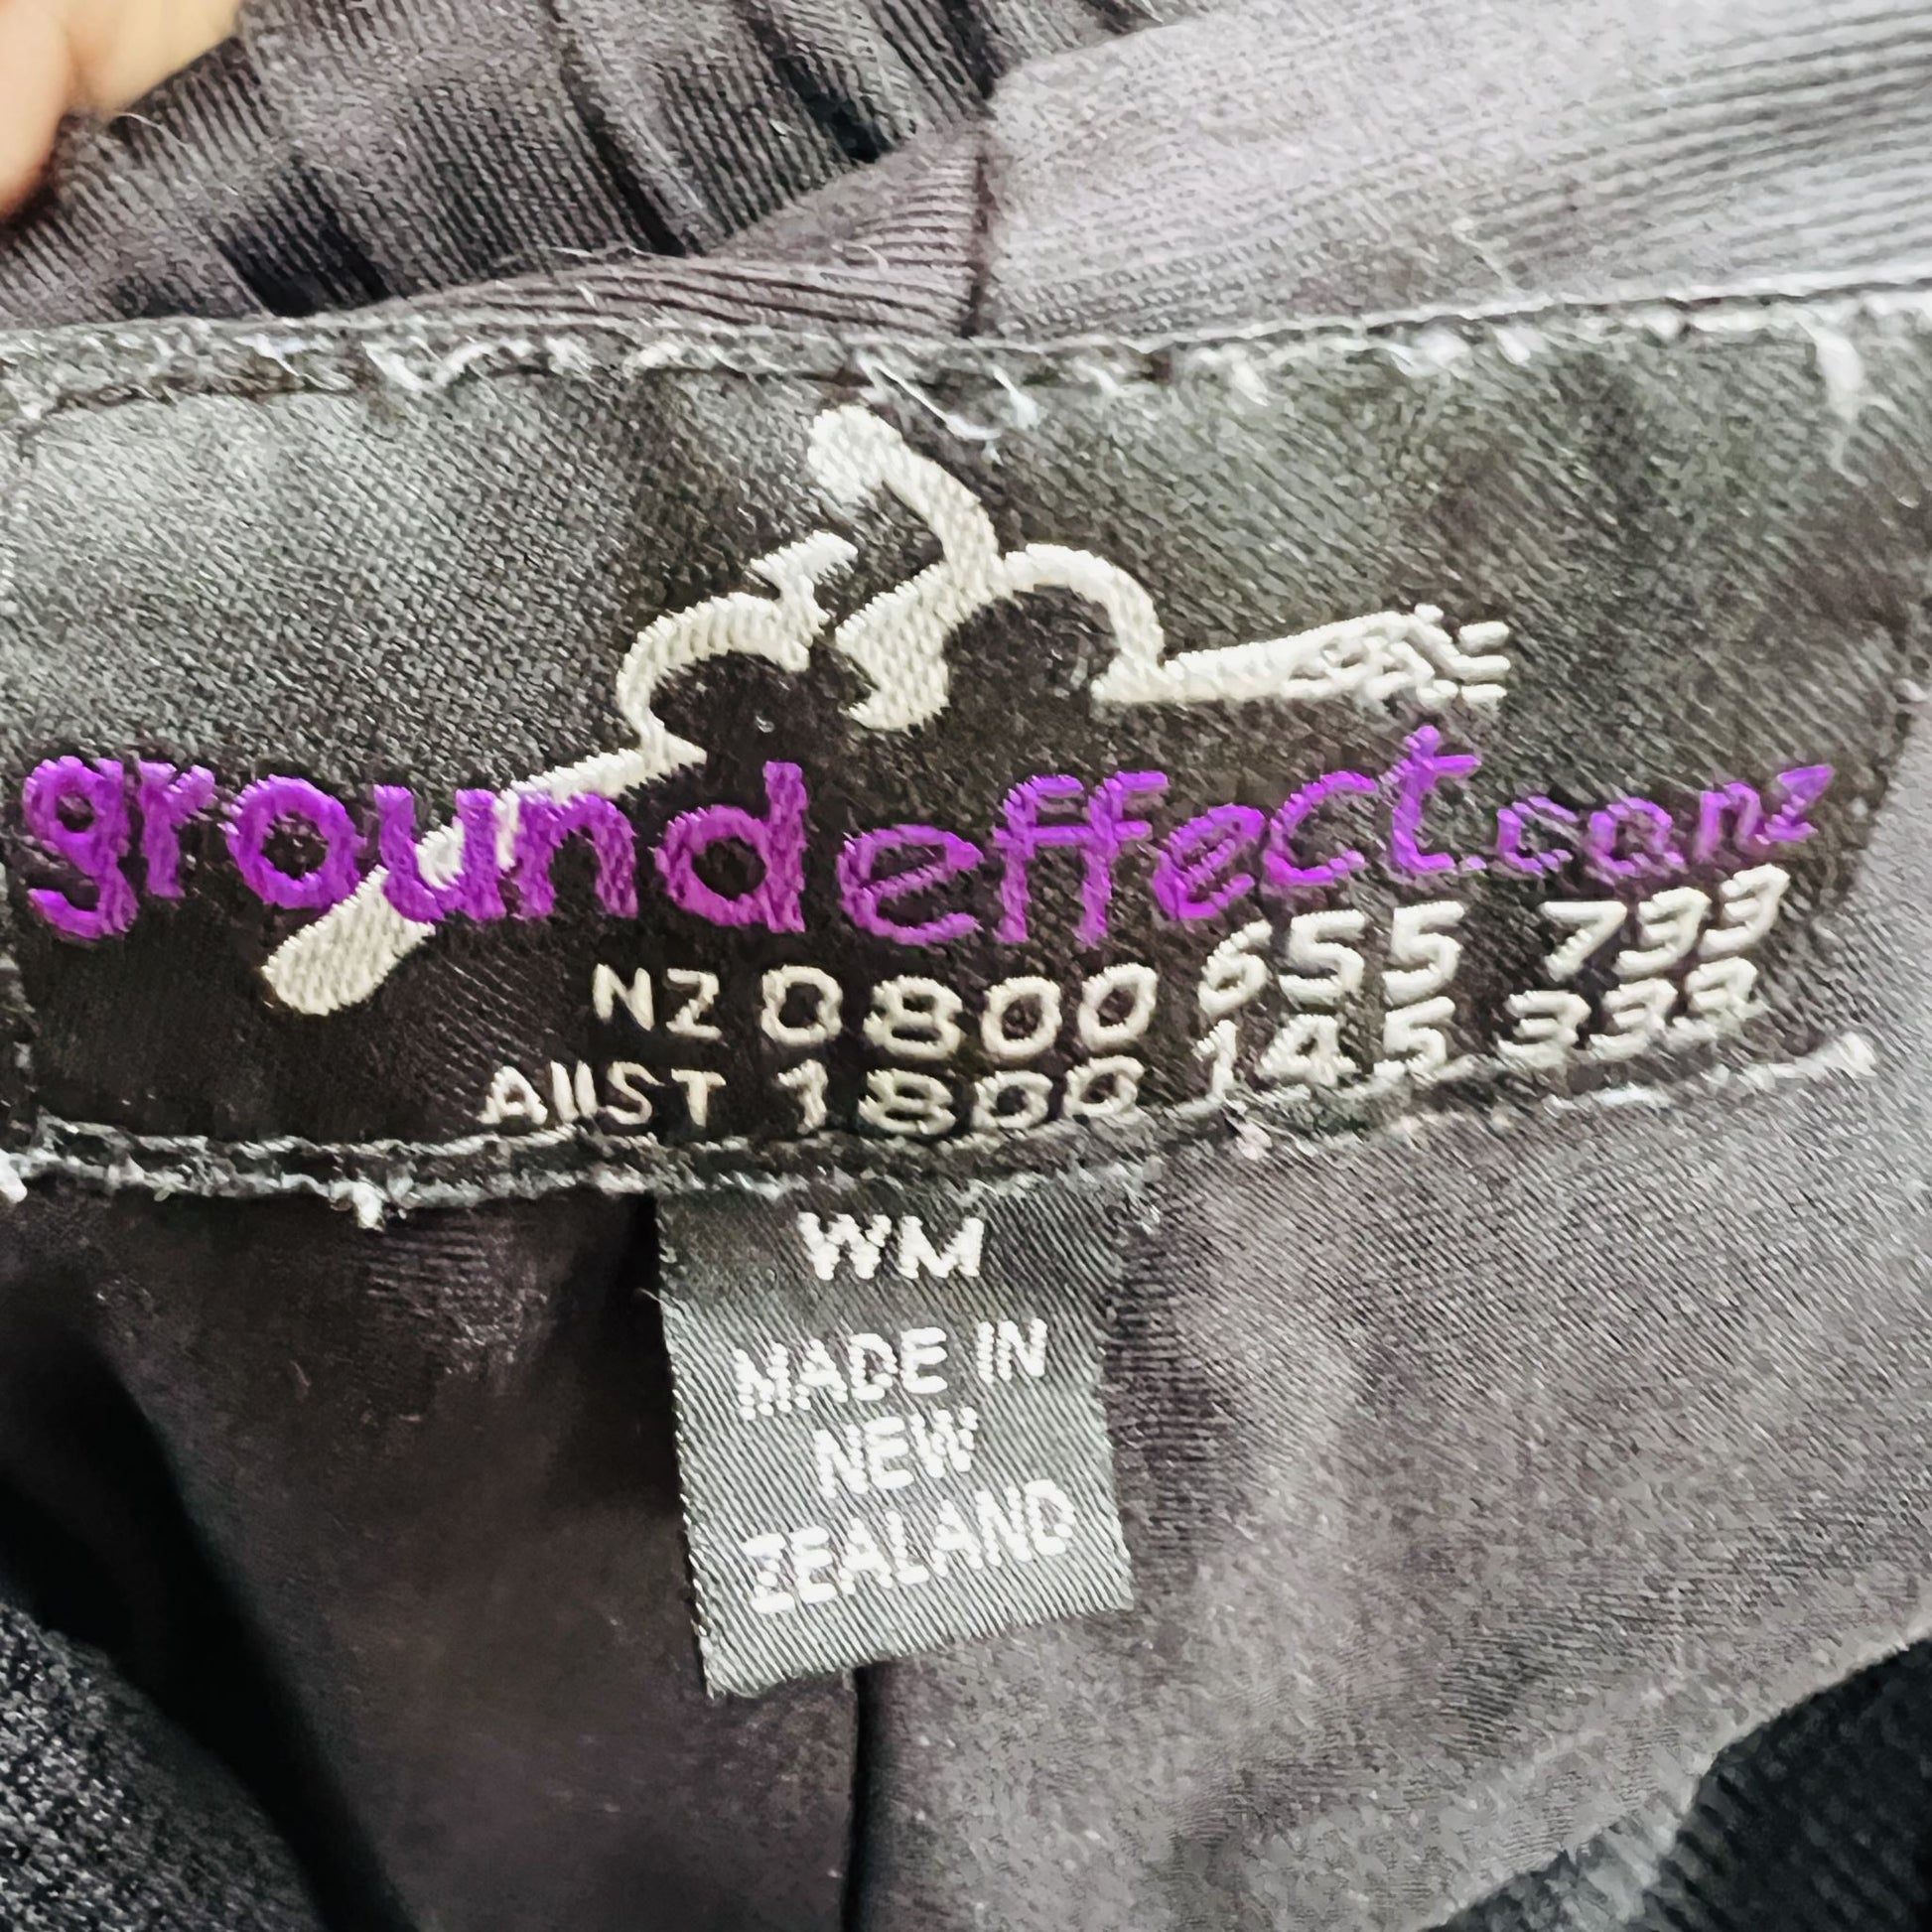 groundeffect.co.nz
NZ 0800 655 733
AUST 1800 145 333
WM
MADE IN
NEW
ZEALAND